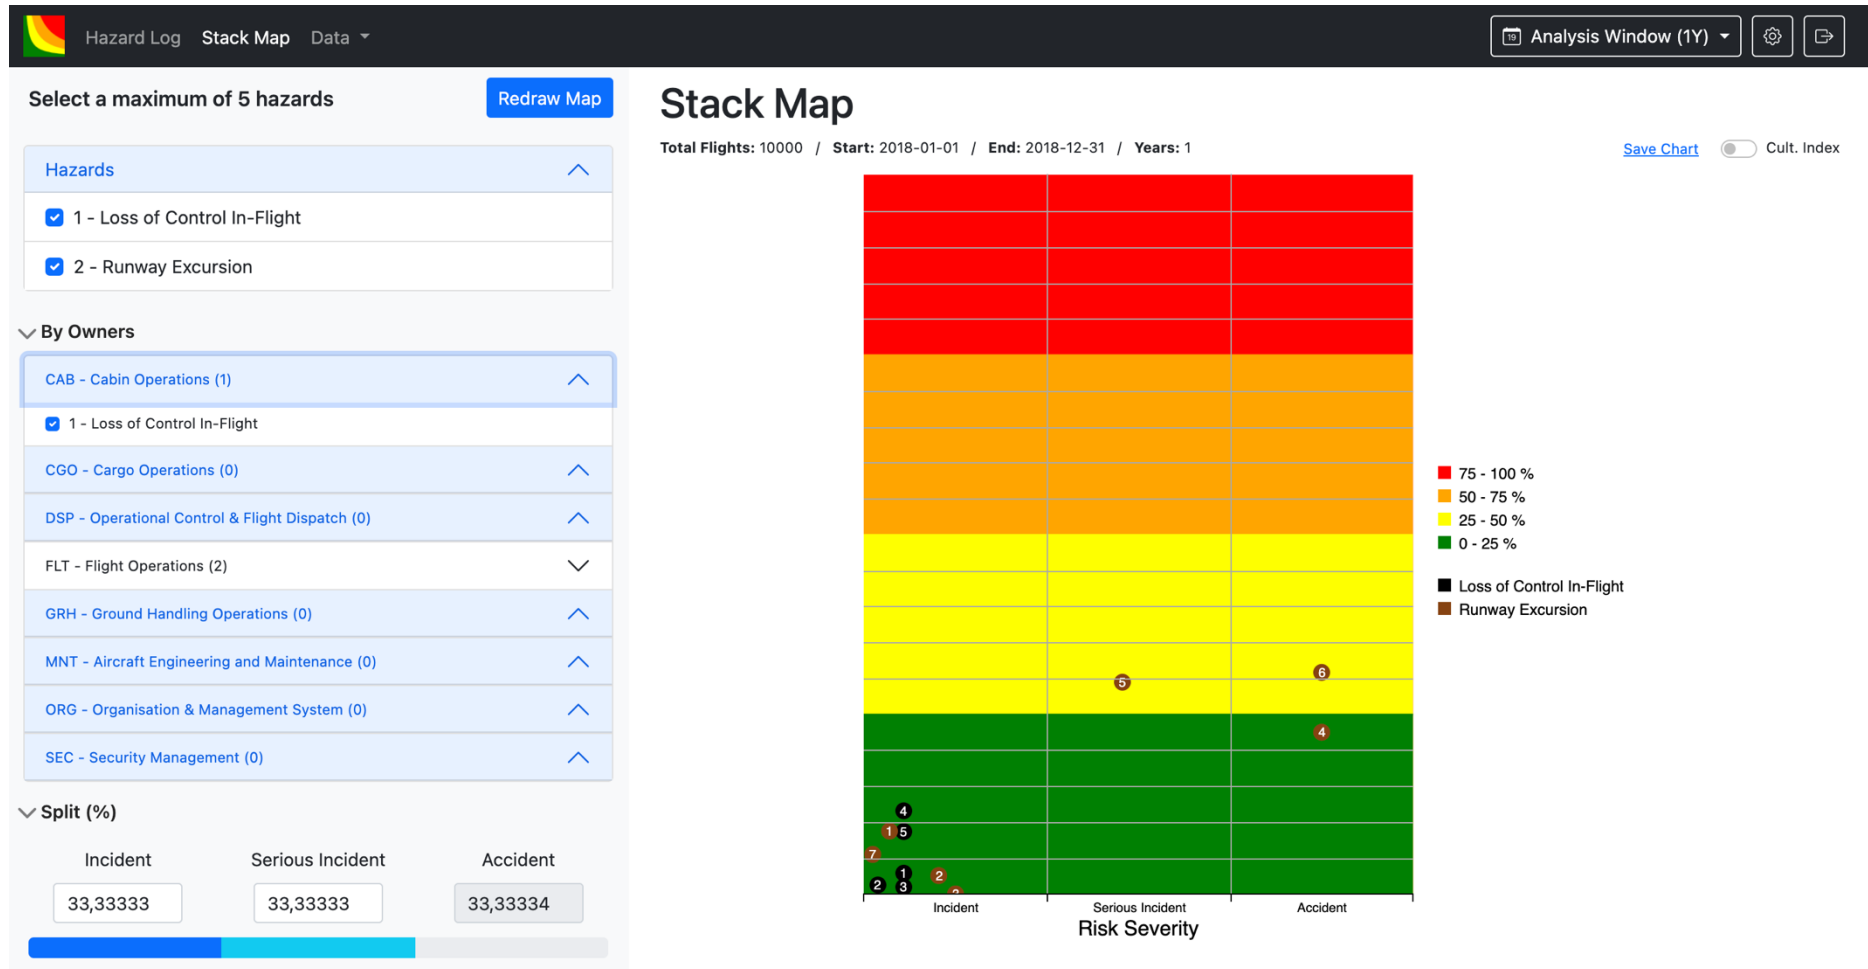 Hazard Log Stack Map Data
19 Analysis Window (1Y)
Select a maximum of 5 hazards
Redraw Map
Hazards
1 - Loss of Control In-Flight
2 - Runway Excursion
By Owners
CAB - Cabin Operations (1)
1 - Loss of Control In-Flight
CGO - Cargo Operations (0)
DSP - Operational Control & Flight Dispatch (0)
FLT - Flight Operations (2)
GRH - Ground Handling Operations (0)
MNT - Aircraft Engineering and Maintenance (0)
ORG - Organisation & Management System (0)
SEC - Security Management (0)
Split (%)
Incident Serious Incident Accident
33,33333 33,33333 33,33334
Stack Map
Total Flights: 10000 / Start: 2018-01-01 / End: 2018-12-31 / Years: 1
Save Chart Cult. Index
6
5
4
4
1 5
7
1 2
2 3
Incident Serious Incident Accident
Risk Severity
75 - 100 %
50 - 75 %
25 - 50 %
0 - 25 %
Loss of Control In-Flight
Runway Excursion